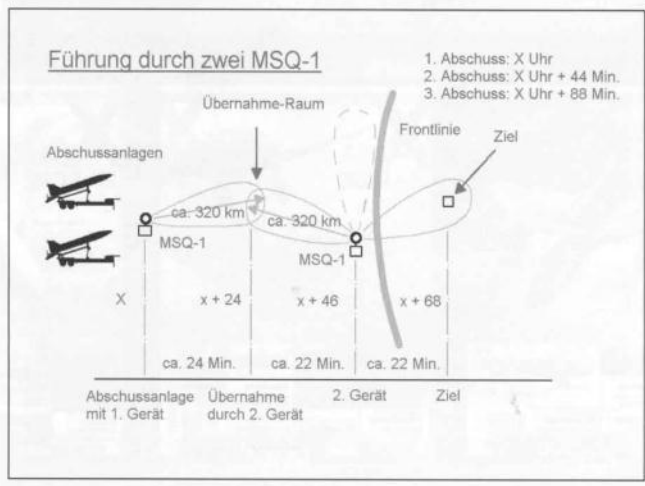 Führung durch zwei MSQ-1
1. Abschuss: X Uhr
2. Abschuss: X Uhr + 44 Min.
3. Abschuss: X Uhr + 88 Min.
Übernahme-Raum
Frontlinie
Ziel
Abschussanlagen
ca. 320 km
ca. 320 km
MSQ-1
MSQ-1
X
x + 24
x + 46
x + 68
ca. 24 Min.
ca. 22 Min.
ca. 22 Min.
Abschussanlage
mit 1. Gerät
Übernahme
durch 2. Gerät
2. Gerät
Ziel